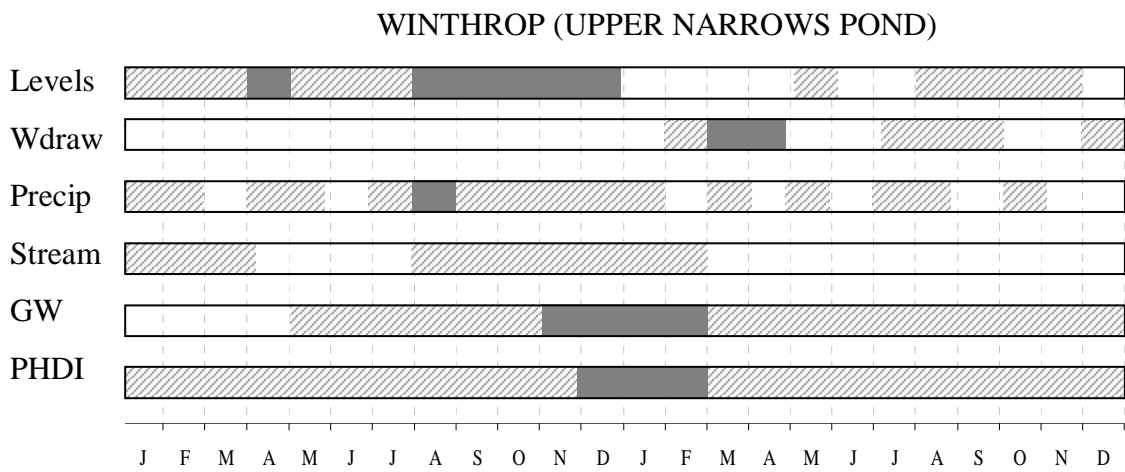 WINTHROP (UPPER NARROWS POND)
Levels
Wdraw
Precip
Stream
GW
PHDI
J F M A M J J A S O N D J F M A M J J A S O N D